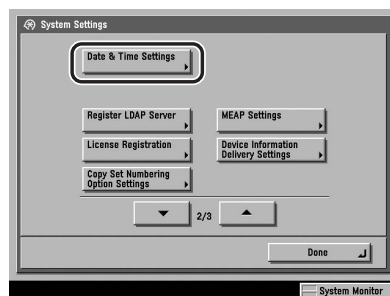 System Settings
Date & Time Settings
Register LDAP Server
MEAP Settings
License Registration
Device Information
Delivery Settings
Copy Set Numbering
Option Settings
2/3
Done
System Monitor